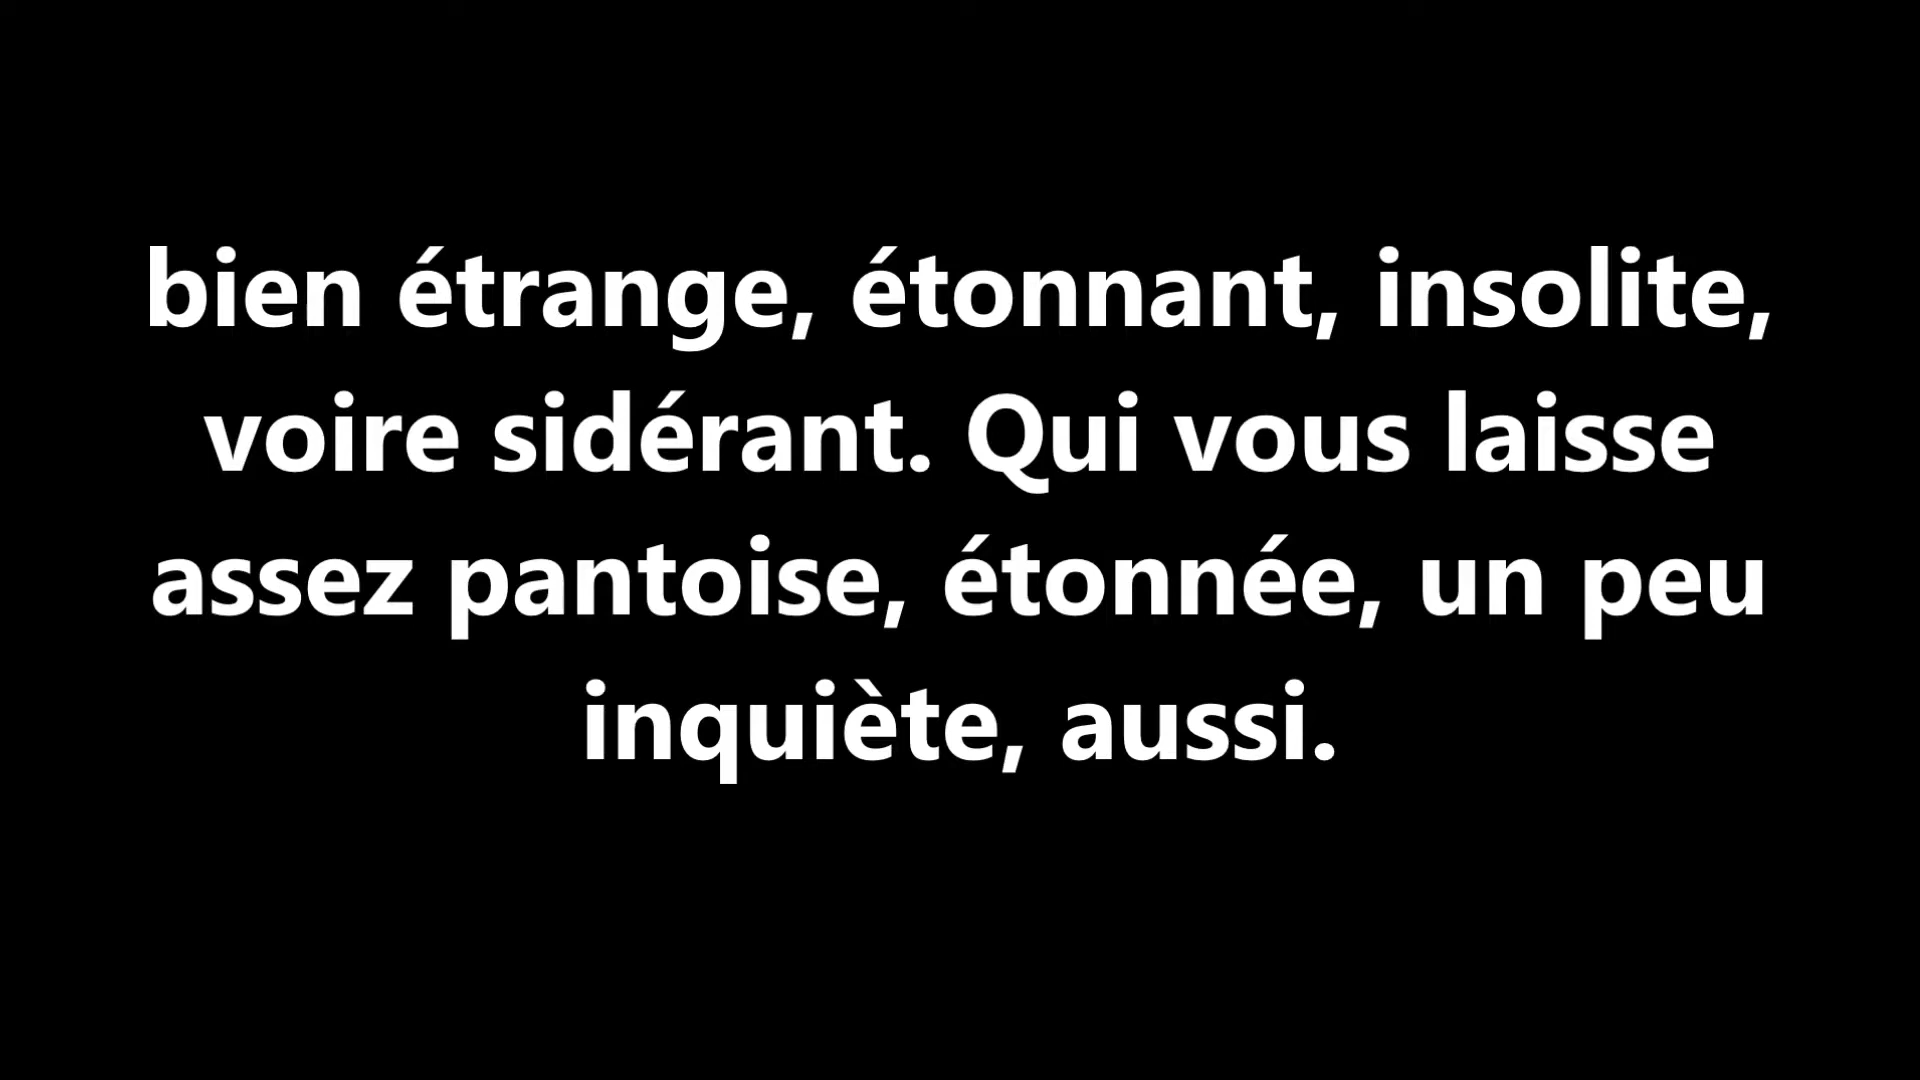 bien étrange, étonnant, insolite,
voire sidérant. Qui vous laisse
assez pantoise, étonnée, un peu
inquiète, aussi.